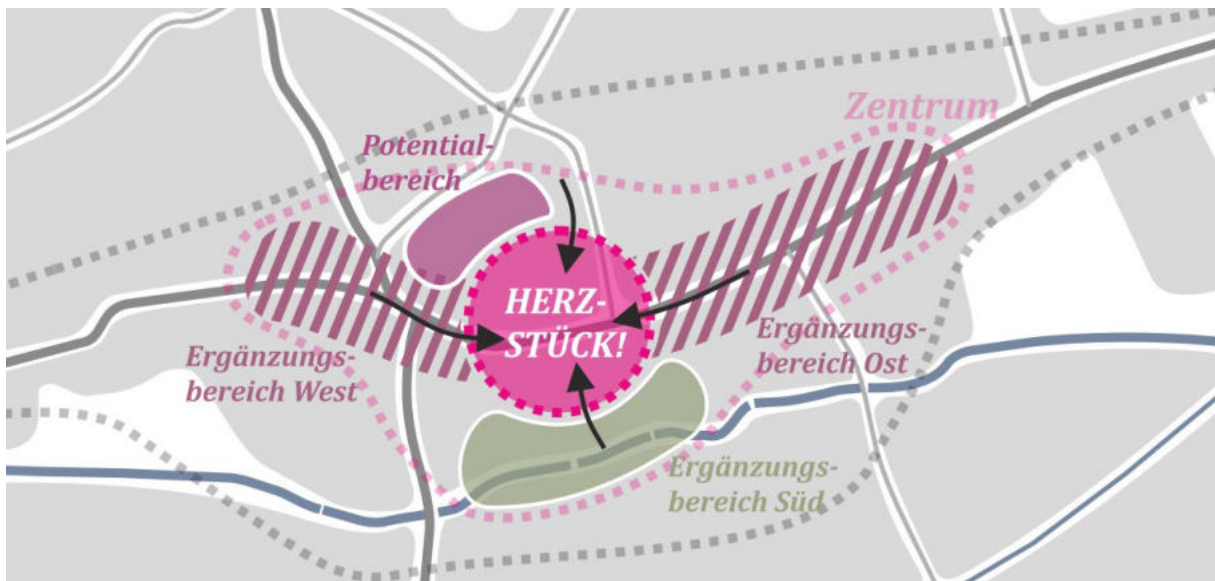 Zentrum
Potential-
bereich
HERZ-
STÜCK!
Ergänzungs-
bereich West
Ergänzungs-
bereich Ost
Ergänzungs-
bereich Süd